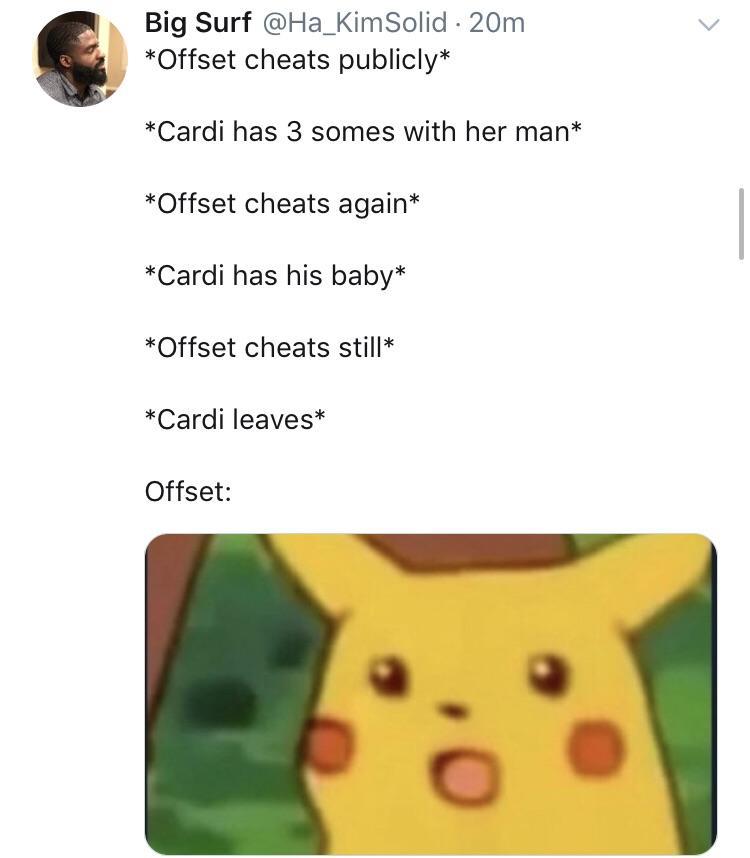 Big Surf @Ha_KimSolid · 20m
*Offset cheats publicly*
*Cardi has 3 somes with her man*
*Offset cheats again*
*Cardi has his baby*
*Offset cheats still*
*Cardi leaves*
Offset: